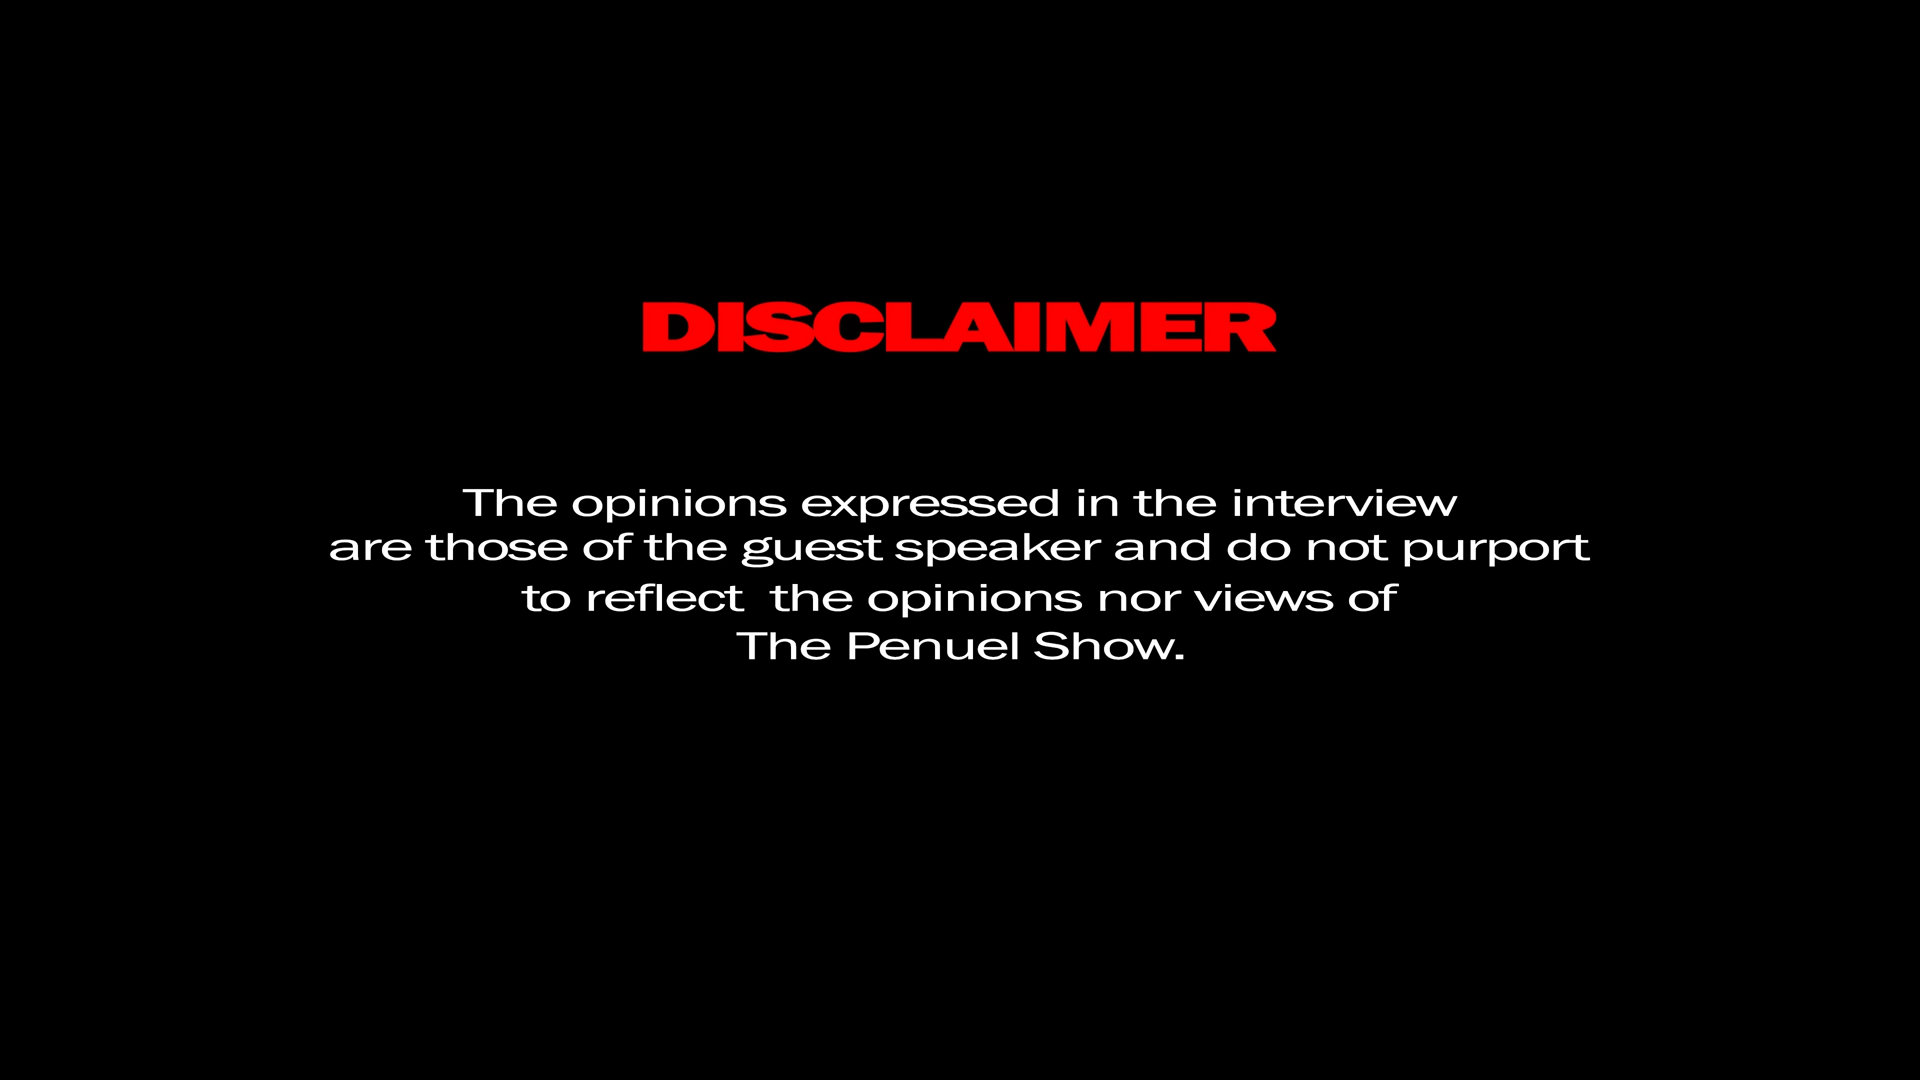 DISCLAIMER
The opinions expressed in the interview
are those of the guest speaker and do not purport
to reflect  the opinions nor views of
The Penuel Show.